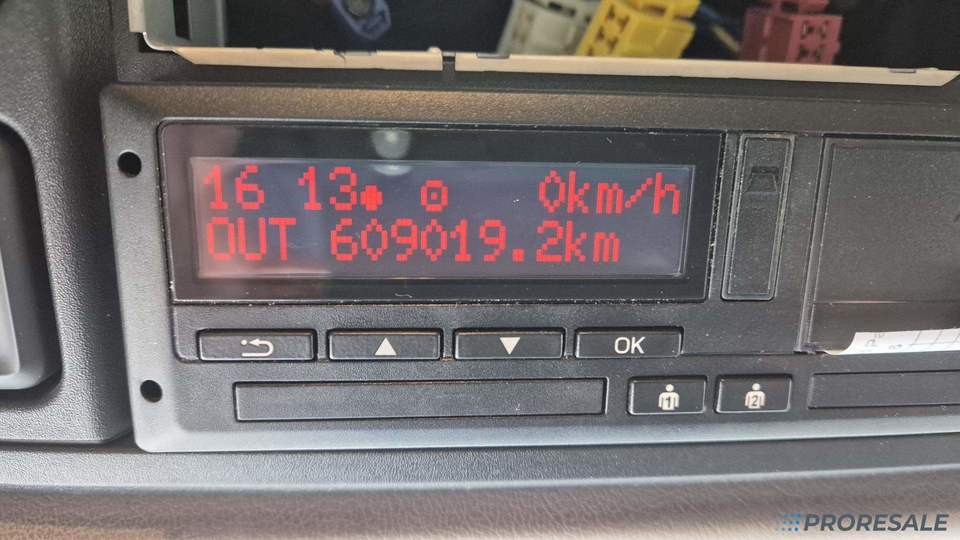 16 13 0km/h
OUT 609019.2km
OK
1 2
PRORESALE